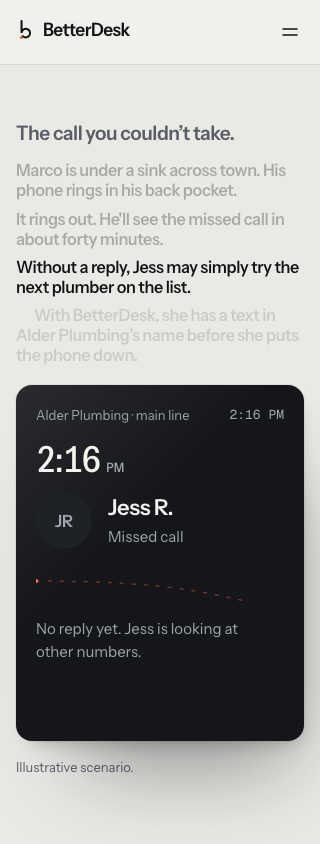 BetterDesk
The call you couldn’t take.
Marco is under a sink across town. His
phone rings in his back pocket.
It rings out. He'll see the missed call in
about forty minutes.
Without a reply, Jess may simply try the
next plumber on the list.
With BetterDesk, she has a text in
Alder Plumbing's name before she puts
the phone down.
Alder Plumbing · main line 2:16 PM
2:16 PM
JR
Jess R.
Missed call
No reply yet. Jess is looking at
other numbers.
Illustrative scenario.